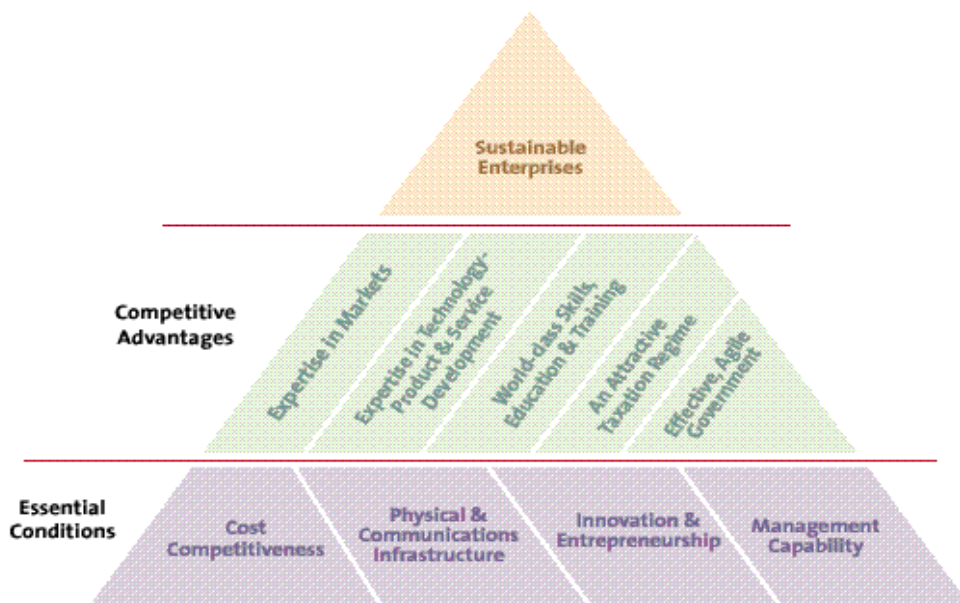 Sustainable
Enterprises
Competitive
Advantages
Expertise in Markets
Expertise in Technology-
Product & Service
Development
World-class Skills,
Education & Training
An Attractive
Taxation Regime
Effective, Agile
Government
Essential
Conditions
Cost
Competitiveness
Physical &
Communications
Infrastructure
Innovation &
Entrepreneurship
Management
Capability